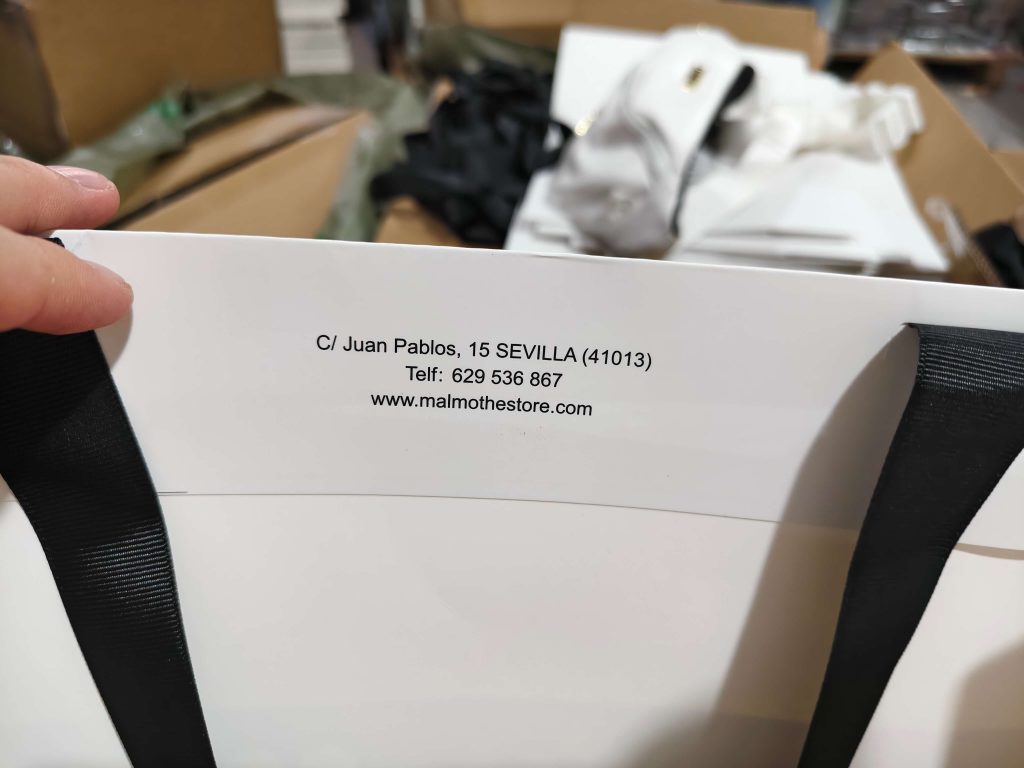 C/ Juan Pablos, 15 SEVILLA (41013)
Telf: 629 536 867
www.malmothestore.com